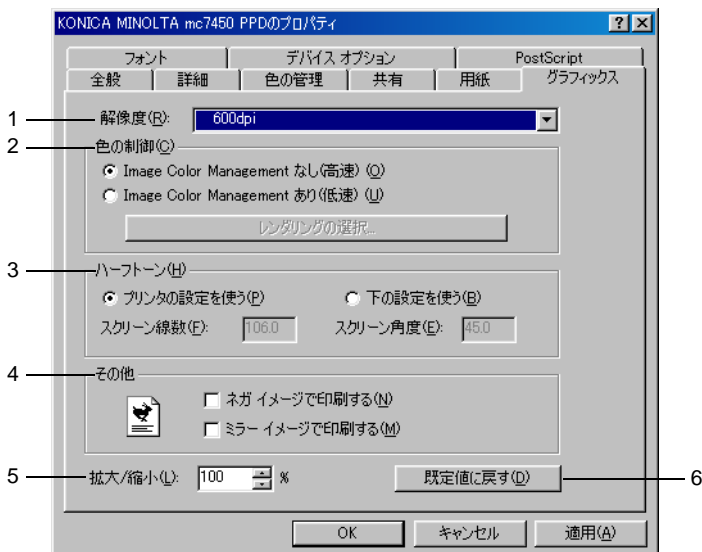 KONICA MINOLTA mc7450 PPDのプロパティ
フォント デバイス オプション PostScript
全般 詳細 色の管理 共有 用紙 グラフィックス
1 解像度(R): 600dpi
2 色の制御(C)
Image Color Management なし(高速) (O)
Image Color Management あり(低速) (U)
レンダリングの選択...
3 ハーフトーン(H)
プリンタの設定を使う(P) 下の設定を使う(B)
スクリーン線数(F): 106.0 スクリーン角度(E): 45.0
4 その他
ネガ イメージで印刷する(N)
ミラー イメージで印刷する(M)
5 拡大/縮小(L): 100 % 既定値に戻す(D) 6
OK キャンセル 適用(A)